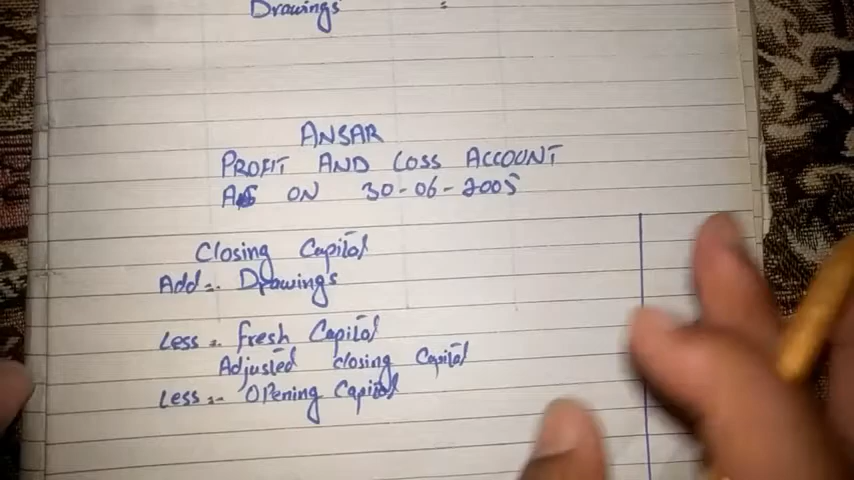 Drawings :
ANSAR
PROFIT AND LOSS ACCOUNT
AS ON 30-06-2005
Closing Capital
Add:- Drawings
Less:- Fresh Capital
Adjusted closing Capital
Less:- Opening Capital